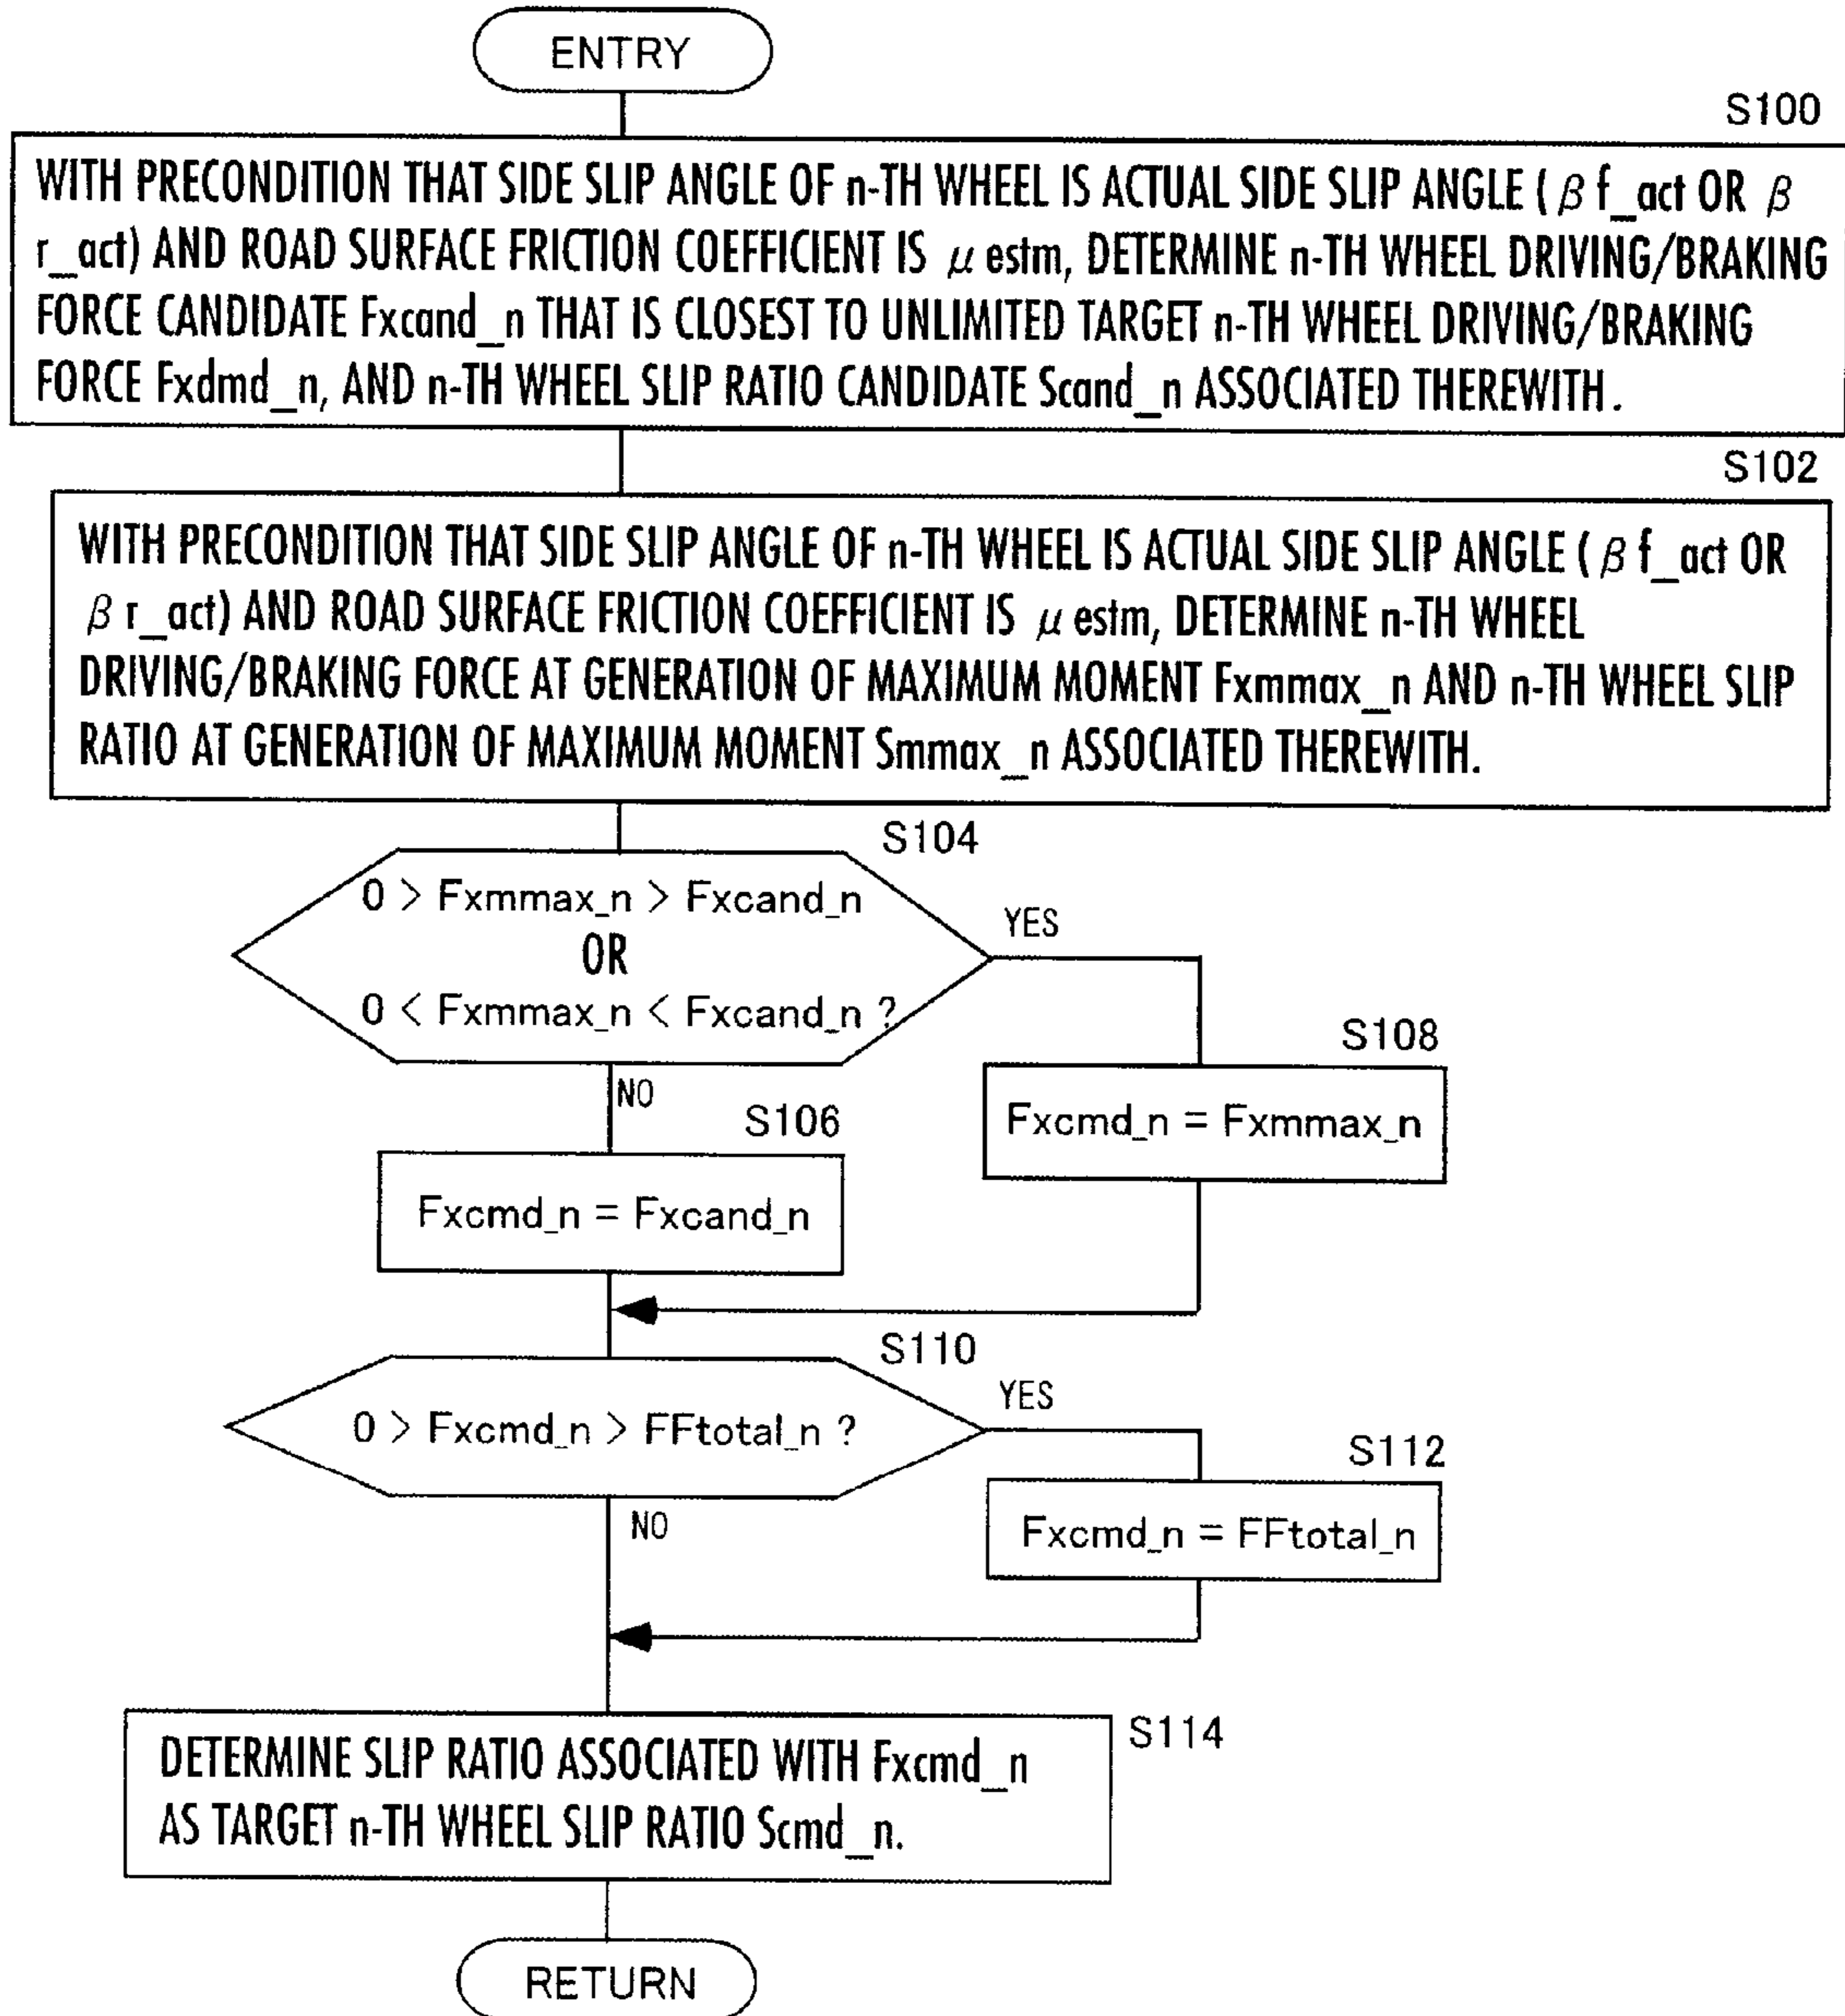 ENTRY
S100
WITH PRECONDITION THAT SIDE SLIP ANGLE OF n-TH WHEEL IS ACTUAL SIDE SLIP ANGLE ( β f_act OR β
r_act) AND ROAD SURFACE FRICTION COEFFICIENT IS μ estm, DETERMINE n-TH WHEEL DRIVING/BRAKING
FORCE CANDIDATE Fxcand_n THAT IS CLOSEST TO UNLIMITED TARGET n-TH WHEEL DRIVING/BRAKING
FORCE Fxdmd_n, AND n-TH WHEEL SLIP RATIO CANDIDATE Scand_n ASSOCIATED THEREWITH.
S102
WITH PRECONDITION THAT SIDE SLIP ANGLE OF n-TH WHEEL IS ACTUAL SIDE SLIP ANGLE ( β f_act OR
β r_act) AND ROAD SURFACE FRICTION COEFFICIENT IS μ estm, DETERMINE n-TH WHEEL
DRIVING/BRAKING FORCE AT GENERATION OF MAXIMUM MOMENT Fxmmax_n AND n-TH WHEEL SLIP
RATIO AT GENERATION OF MAXIMUM MOMENT Smmax_n ASSOCIATED THEREWITH.
S104
0 > Fxmmax_n > Fxcand_n
OR
0 < Fxmmax_n < Fxcand_n ?
YES
NO
S108
Fxcmd_n = Fxmmax_n
S106
Fxcmd_n = Fxcand_n
S110
0 > Fxcmd_n > FFtotal_n ?
YES
NO
S112
Fxcmd_n = FFtotal_n
S114
DETERMINE SLIP RATIO ASSOCIATED WITH Fxcmd_n
AS TARGET n-TH WHEEL SLIP RATIO Scmd_n.
RETURN